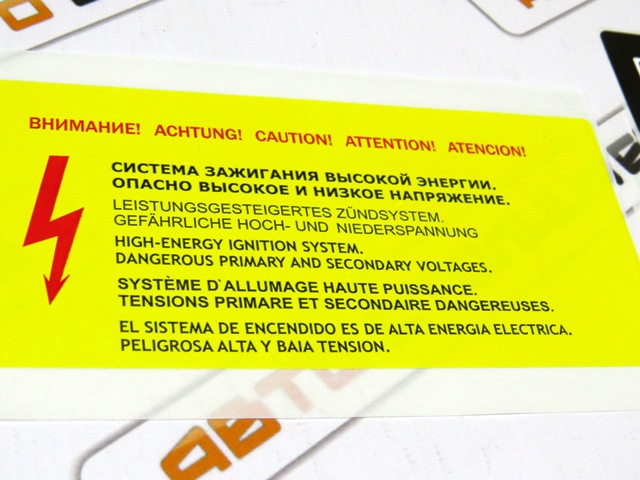 ВНИМАНИЕ! ACHTUNG! CAUTION! ATTENTION! ATENCION!
СИСТЕМА ЗАЖИГАНИЯ ВЫСОКОЙ ЭНЕРГИИ.
ОПАСНО ВЫСОКОЕ И НИЗКОЕ НАПРЯЖЕНИЕ.
LEISTUNGSGESTEIGERTES ZÜNDSYSTEM.
GEFÄHRLICHE HOCH- UND NIEDERSPANNUNG
HIGH-ENERGY IGNITION SYSTEM.
DANGEROUS PRIMARY AND SECONDARY VOLTAGES.
SYSTÈME D`ALLUMAGE HAUTE PUISSANCE.
TENSIONS PRIMARE ET SECONDAIRE DANGEREUSES.
EL SISTEMA DE ENCENDIDO ES DE ALTA ENERGIA ELECTRICA.
PELIGROSA ALTA Y BAIA TENSION.